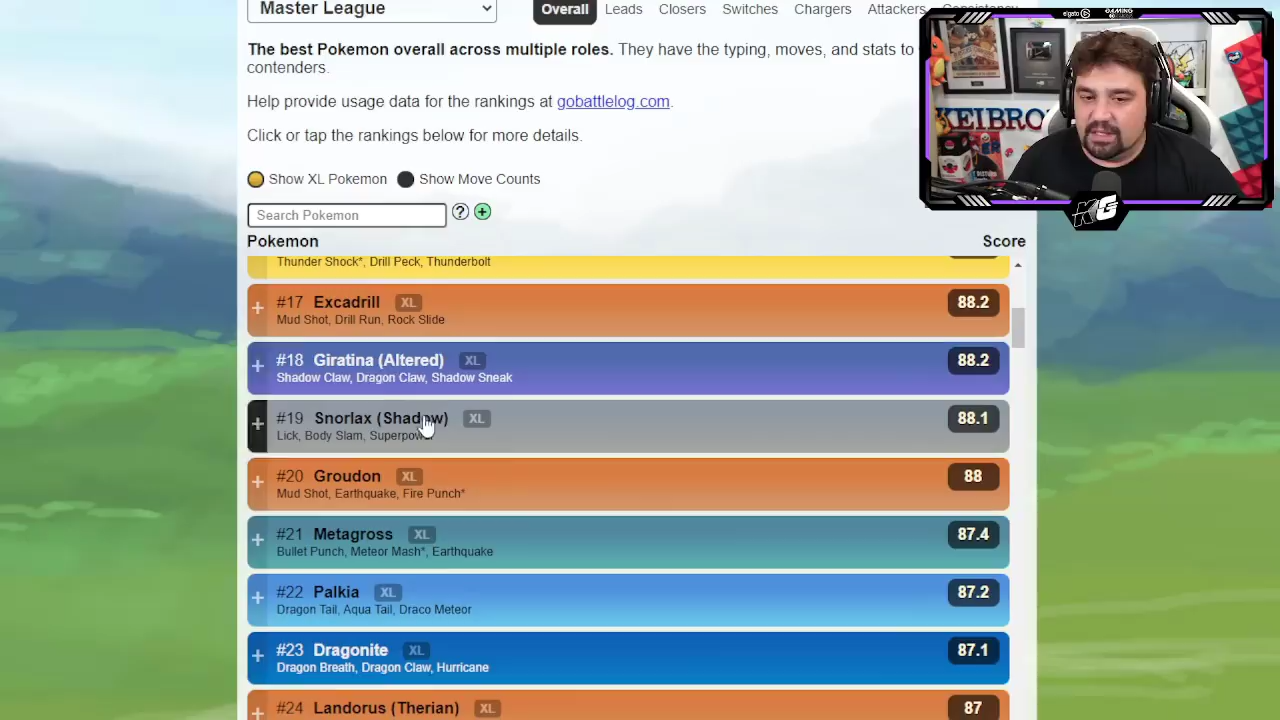 Master League
Overall Leads Closers Switches Chargers Attackers Consistency
The best Pokemon overall across multiple roles. They have the typing, moves, and stats to
contenders.
Help provide usage data for the rankings at gobattlelog.com.
Click or tap the rankings below for more details.
Show XL Pokemon Show Move Counts
Search Pokemon ? +
Pokemon Score
Thunder Shock*, Drill Peck, Thunderbolt
+ #17 Excadrill XL 88.2
Mud Shot, Drill Run, Rock Slide
+ #18 Giratina (Altered) XL 88.2
Shadow Claw, Dragon Claw, Shadow Sneak
+ #19 Snorlax (Shadow) XL 88.1
Lick, Body Slam, Superpower
+ #20 Groudon XL 88
Mud Shot, Earthquake, Fire Punch*
+ #21 Metagross XL 87.4
Bullet Punch, Meteor Mash*, Earthquake
+ #22 Palkia XL 87.2
Dragon Tail, Aqua Tail, Draco Meteor
+ #23 Dragonite XL 87.1
Dragon Breath, Dragon Claw, Hurricane
+ #24 Landorus (Therian) XL 87
elgato GAMING
KEIBRO
KG